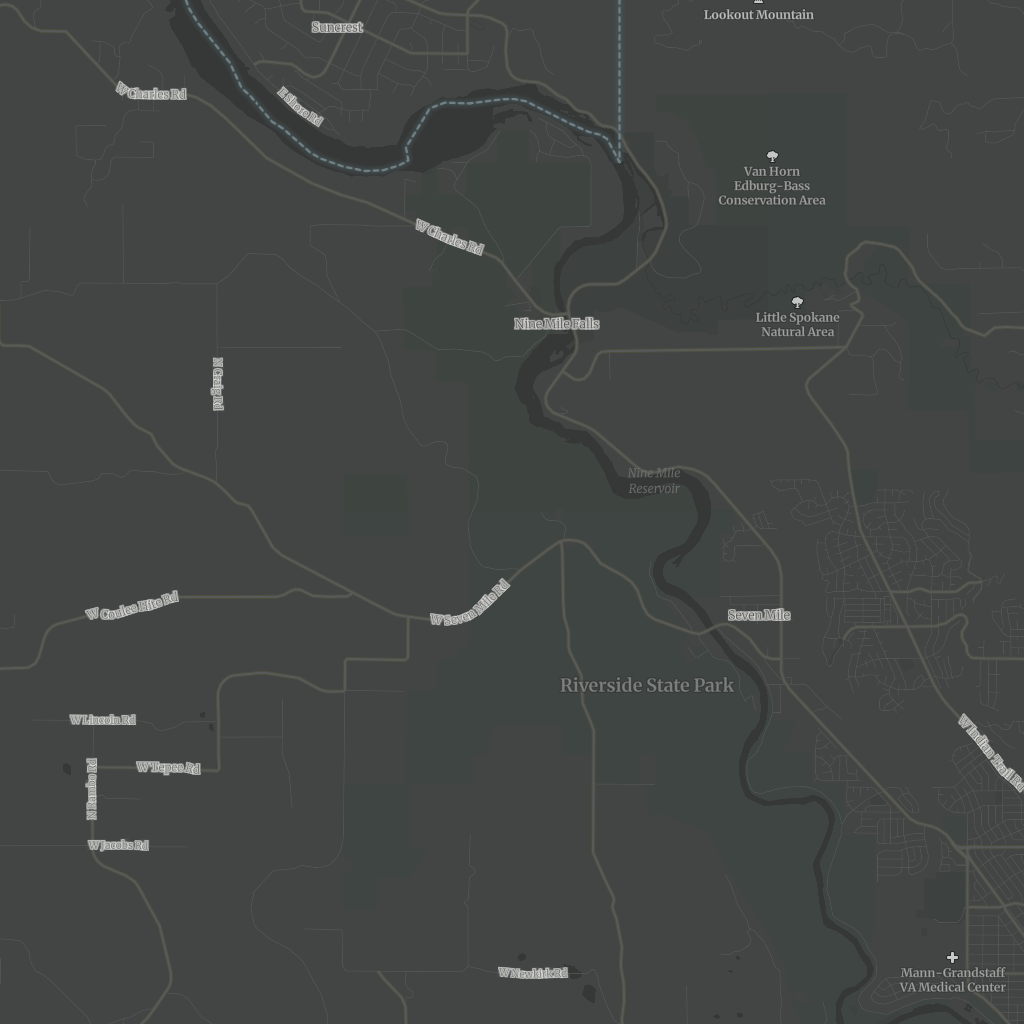 Lookout Mountain
Suncrest
W Charles Rd
E Shore Rd
Van Horn
Edburg-Bass
Conservation Area
W Charles Rd
Little Spokane
Natural Area
Nine Mile Falls
N Craig Rd
Nine Mile
Reservoir
W Coulee Hite Rd
W Seven Mile Rd
Seven Mile
Riverside State Park
W Lincoln Rd
W Indian Trail Rd
W Tepee Rd
N Rambo Rd
W Jacobs Rd
W Newkirk Rd
Mann-Grandstaff
VA Medical Center